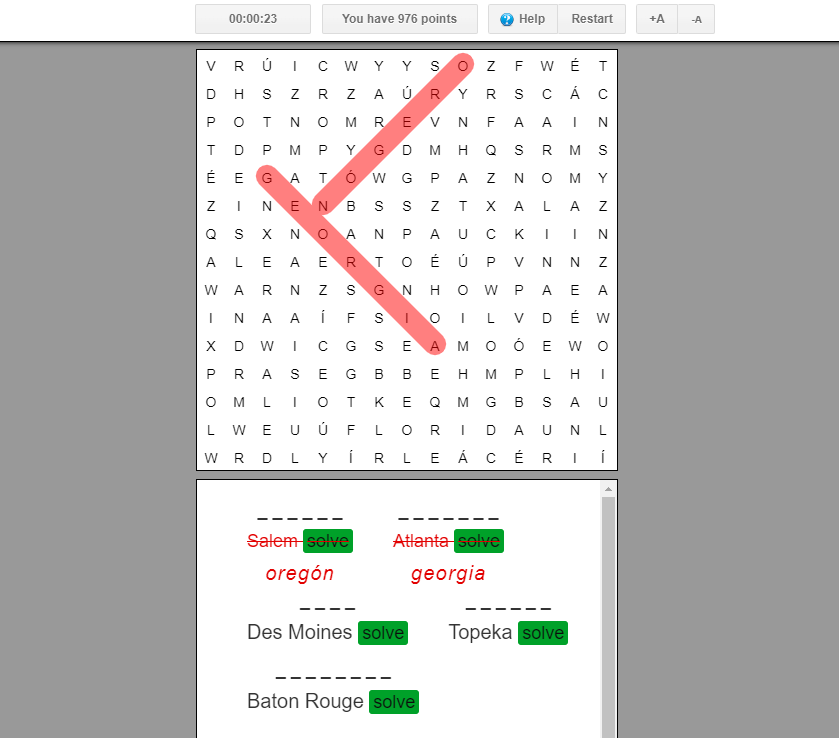 00:00:23 You have 976 points Help Restart +A -A
V R Ú I C W Y Y S O Z F W É T
D H S Z R Z A Ú R Y R S C Á C
P O T N O M R E V N F A A I N
T D P M P Y G D M H Q S R M S
É E G A T Ó W G P A Z N O M Y
Z I N E N B S S Z T X A L A Z
Q S X N O A N P A U C K I I N
A L E A E R T O É Ú P V N N Z
W A R N Z S G N H O W P A E A
I N A A Í F S I O I L V D É W
X D W I C G S E A M O Ó E W O
P R A S E G B B E H M P L H I
O M L I O T K E Q M G B S A U
L W E U Ú F L O R I D A U N L
W R D L Y Í R L E Á C É R I Í
_ _ _ _ _ _ _ _ _ _ _ _ _
Salem solve Atlanta solve
oregón georgia
_ _ _ _ _ _ _ _ _ _
Des Moines solve Topeka solve
_ _ _ _ _ _ _ _
Baton Rouge solve